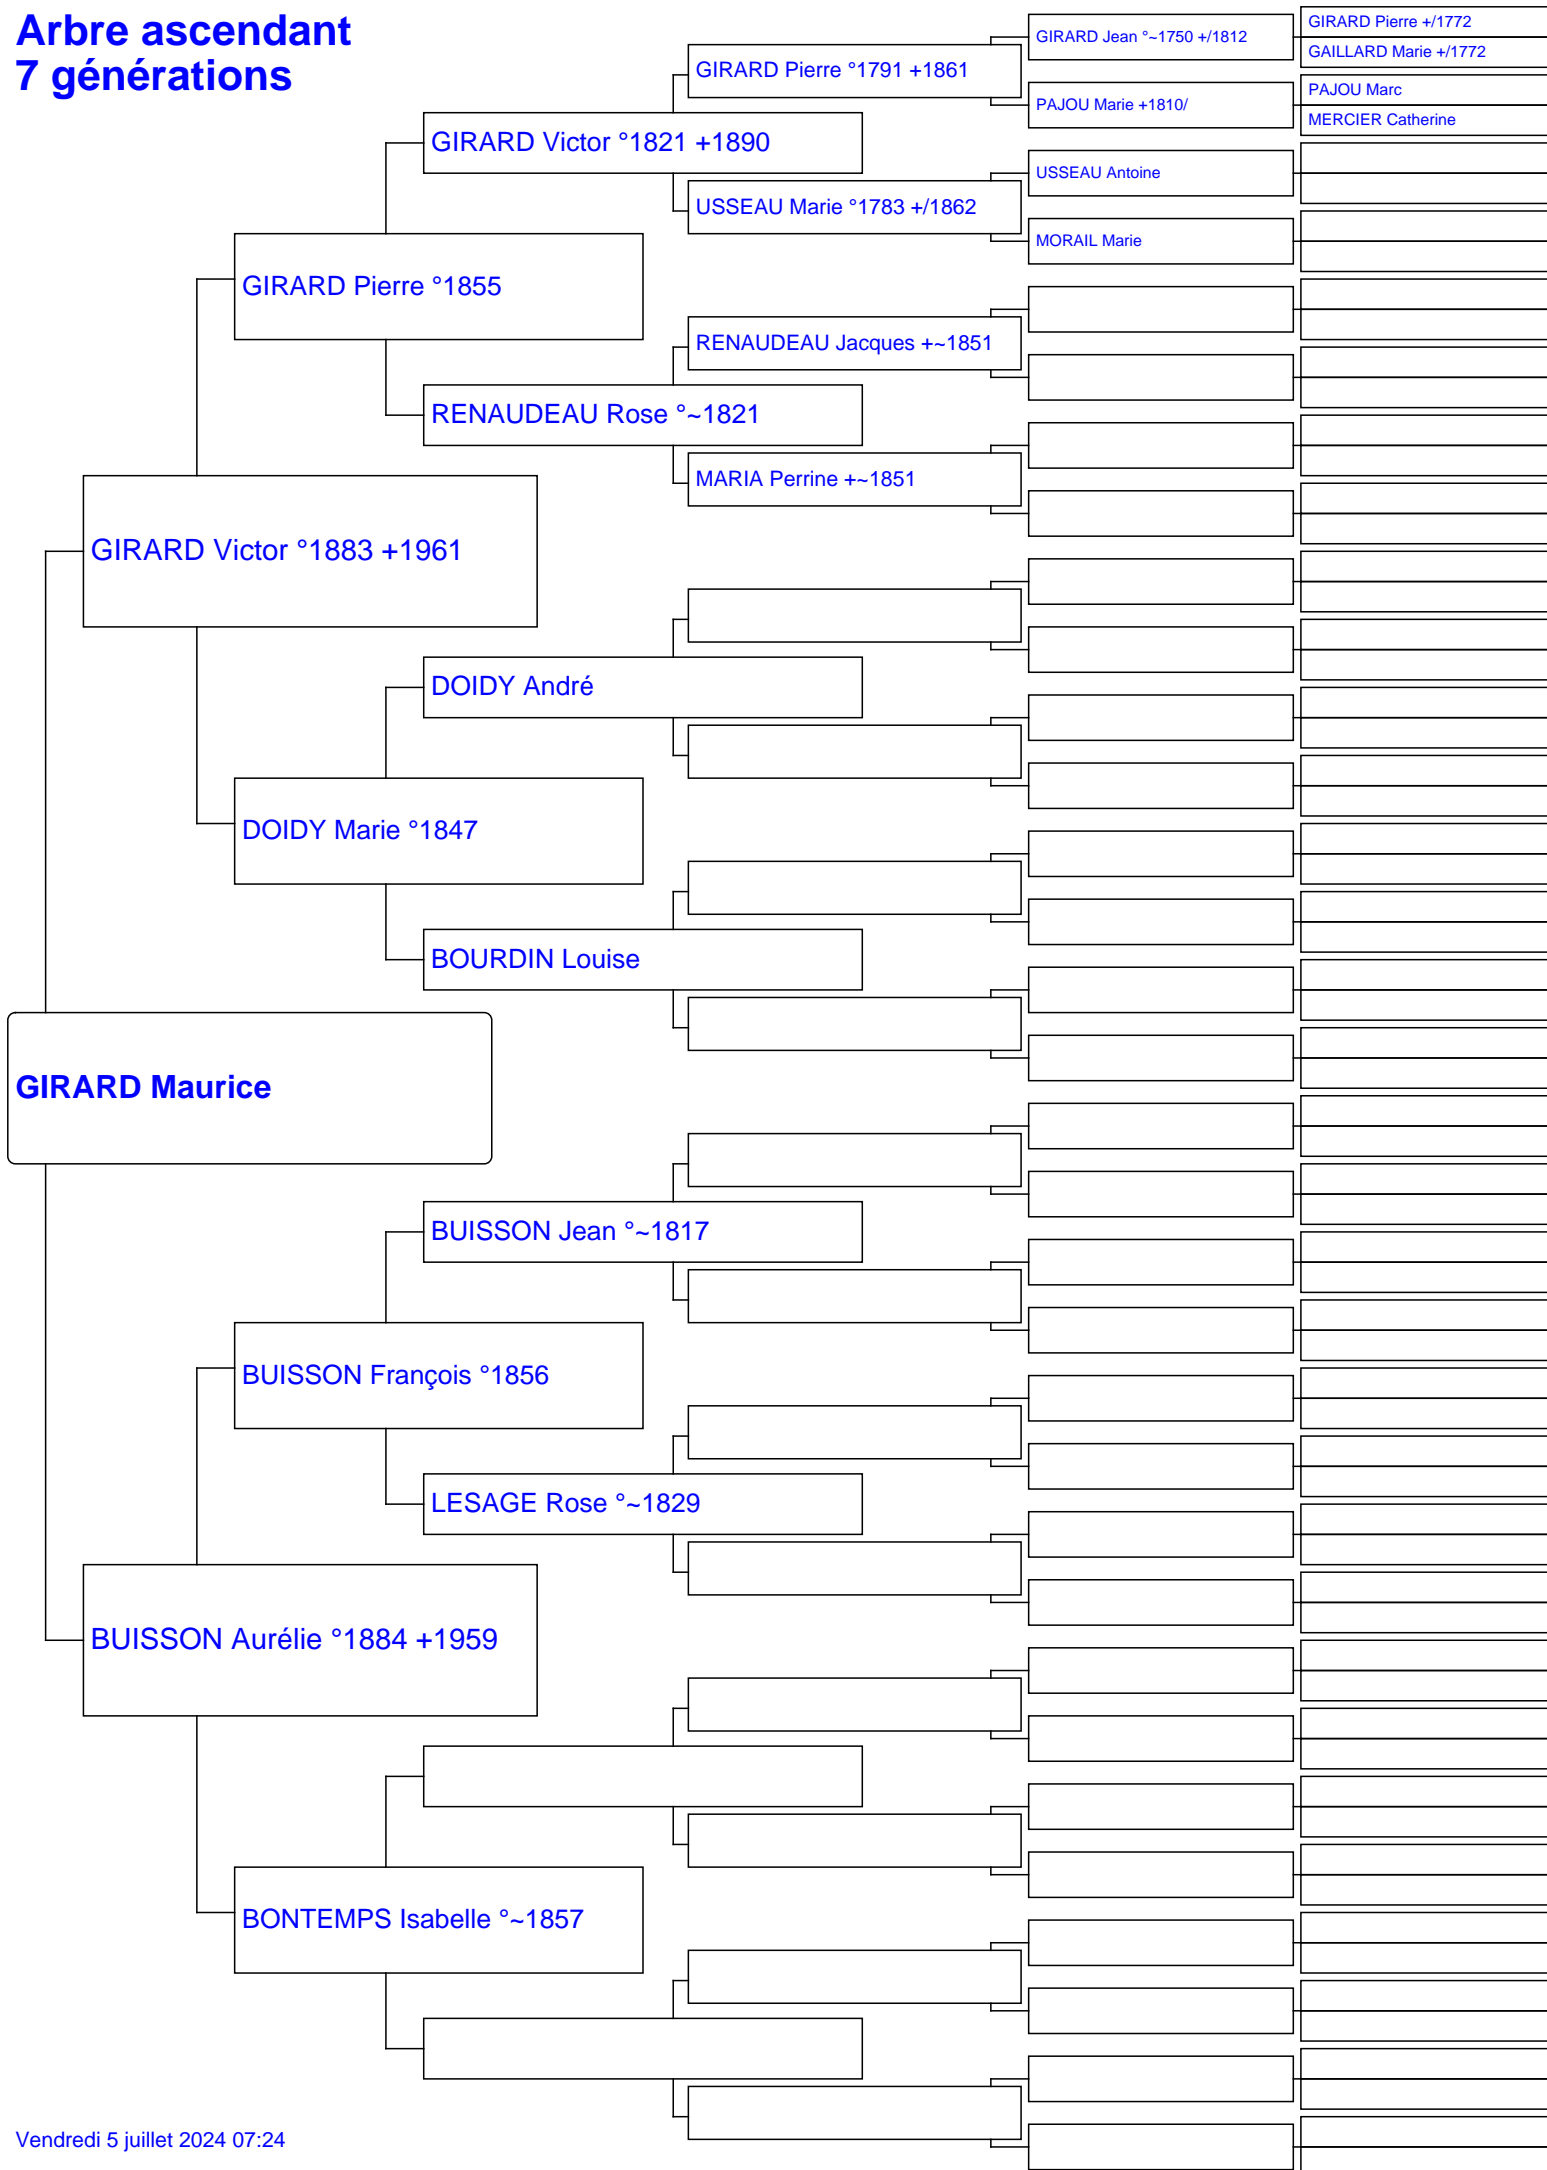 Arbre ascendant
7 générations
GIRARD Maurice
GIRARD Victor °1883 +1961
BUISSON Aurélie °1884 +1959
GIRARD Pierre °1855
DOIDY Marie °1847
BUISSON François °1856
BONTEMPS Isabelle °~1857
GIRARD Victor °1821 +1890
RENAUDEAU Rose °~1821
DOIDY André
BOURDIN Louise
BUISSON Jean °~1817
LESAGE Rose °~1829
GIRARD Pierre °1791 +1861
USSEAU Marie °1783 +/1862
RENAUDEAU Jacques +~1851
MARIA Perrine +~1851
GIRARD Jean °~1750 +/1812
PAJOU Marie +1810/
USSEAU Antoine
MORAIL Marie
GIRARD Pierre +/1772
GAILLARD Marie +/1772
PAJOU Marc
MERCIER Catherine
Vendredi 5 juillet 2024 07:24